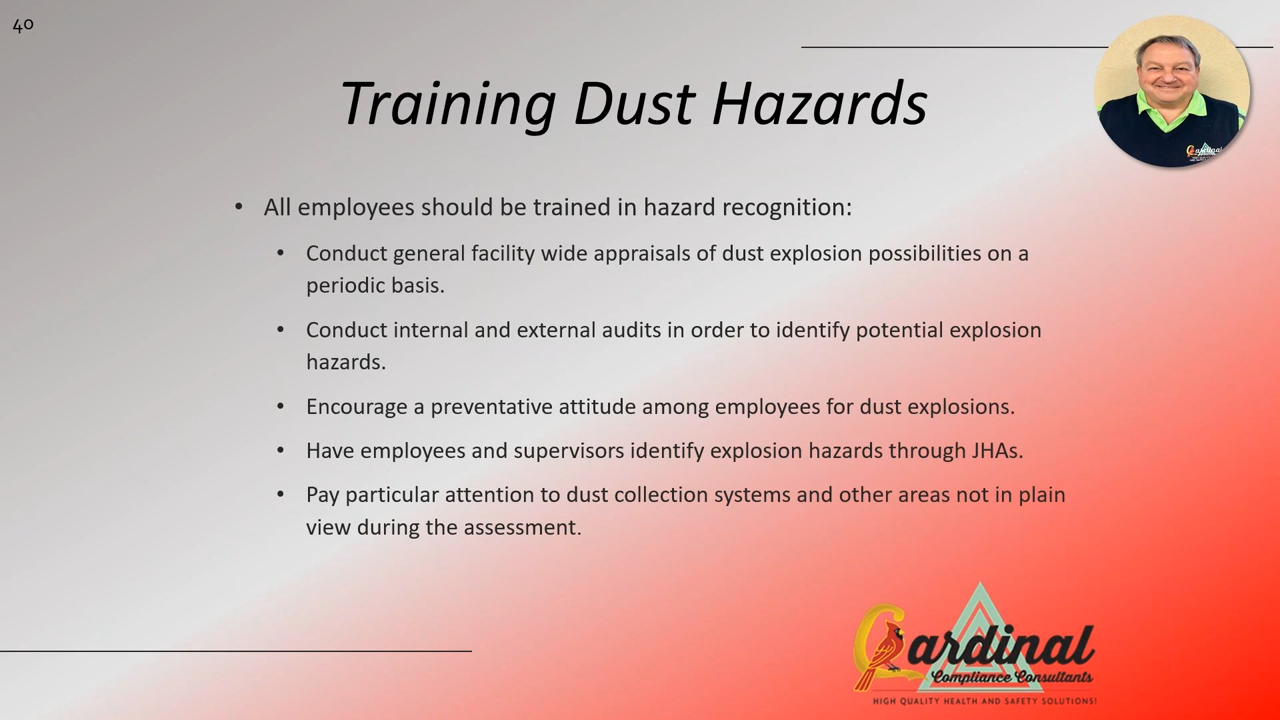 40
Training Dust Hazards
• All employees should be trained in hazard recognition:
• Conduct general facility wide appraisals of dust explosion possibilities on a
periodic basis.
• Conduct internal and external audits in order to identify potential explosion
hazards.
• Encourage a preventative attitude among employees for dust explosions.
• Have employees and supervisors identify explosion hazards through JHAs.
• Pay particular attention to dust collection systems and other areas not in plain
view during the assessment.
Cardinal
Compliance Consultants
HIGH QUALITY HEALTH AND SAFETY SOLUTIONS!